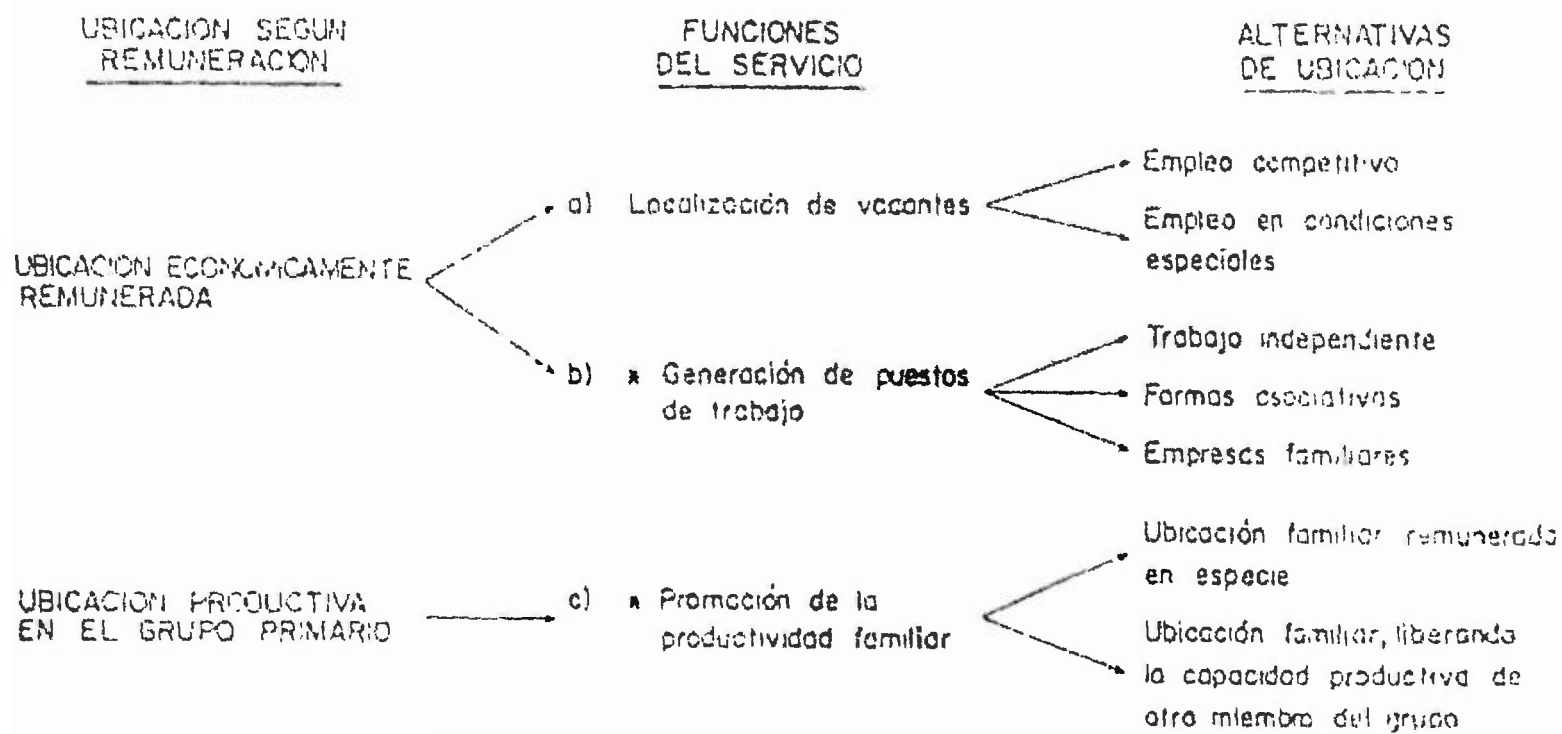 UBICACION SEGUN
REMUNERACION
FUNCIONES
DEL SERVICIO
ALTERNATIVAS
DE UBICACION
UBICACION ECONOMICAMENTE
REMUNERADA
a) Localización de vacantes
Empleo competitivo
Empleo en condiciones
especiales
b) * Generación de puestos
de trabajo
Trabajo independiente
Formas asociativas
Empresas familiares
UBICACION PRODUCTIVA
EN EL GRUPO PRIMARIO
c) * Promoción de la
productividad familiar
Ubicación familiar remunerada
en especie
Ubicación familiar, liberando
la capacidad productiva de
otro miembro del grupo